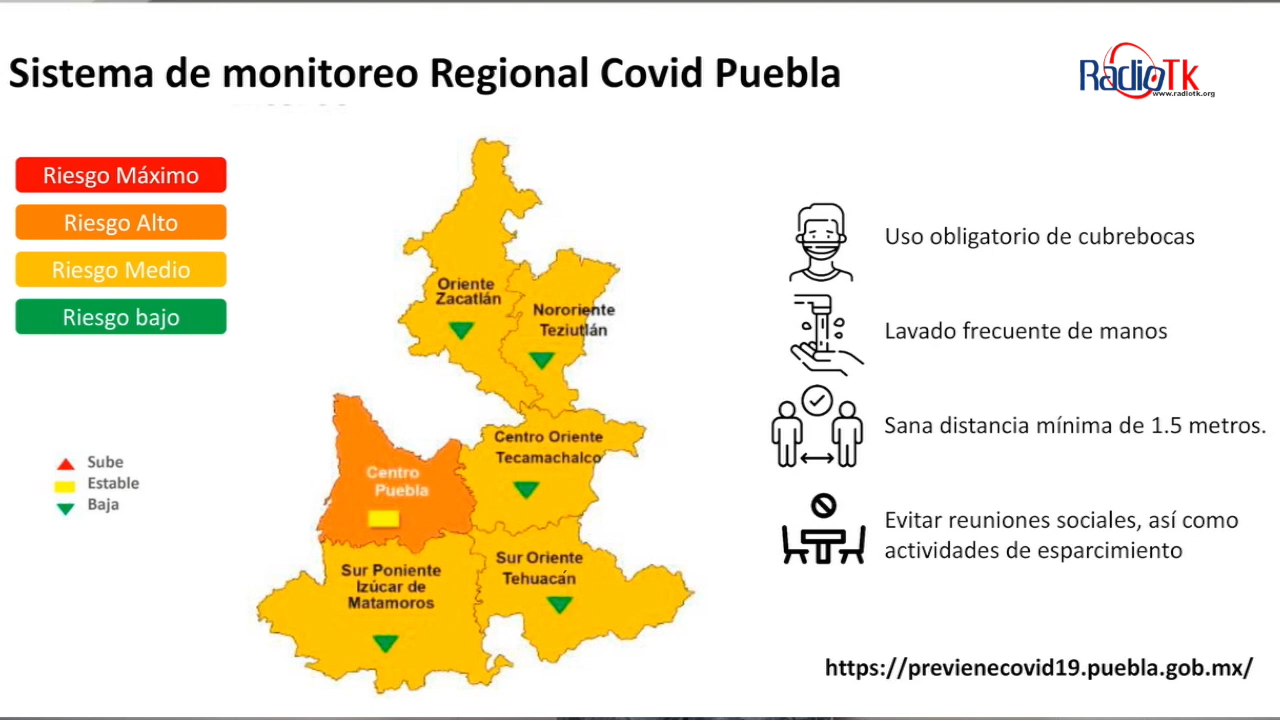 Sistema de monitoreo Regional Covid Puebla
RadioTK
www.radiotk.org
Riesgo Máximo
Riesgo Alto
Riesgo Medio
Riesgo bajo
Sube
Estable
Baja
Oriente
Zacatlán
Nororiente
Teziutlán
Centro Oriente
Tecamachalco
Centro
Puebla
Sur Oriente
Tehuacán
Sur Poniente
Izúcar de
Matamoros
Uso obligatorio de cubrebocas
Lavado frecuente de manos
Sana distancia mínima de 1.5 metros.
Evitar reuniones sociales, así como
actividades de esparcimiento
https://previenecovid19.puebla.gob.mx/